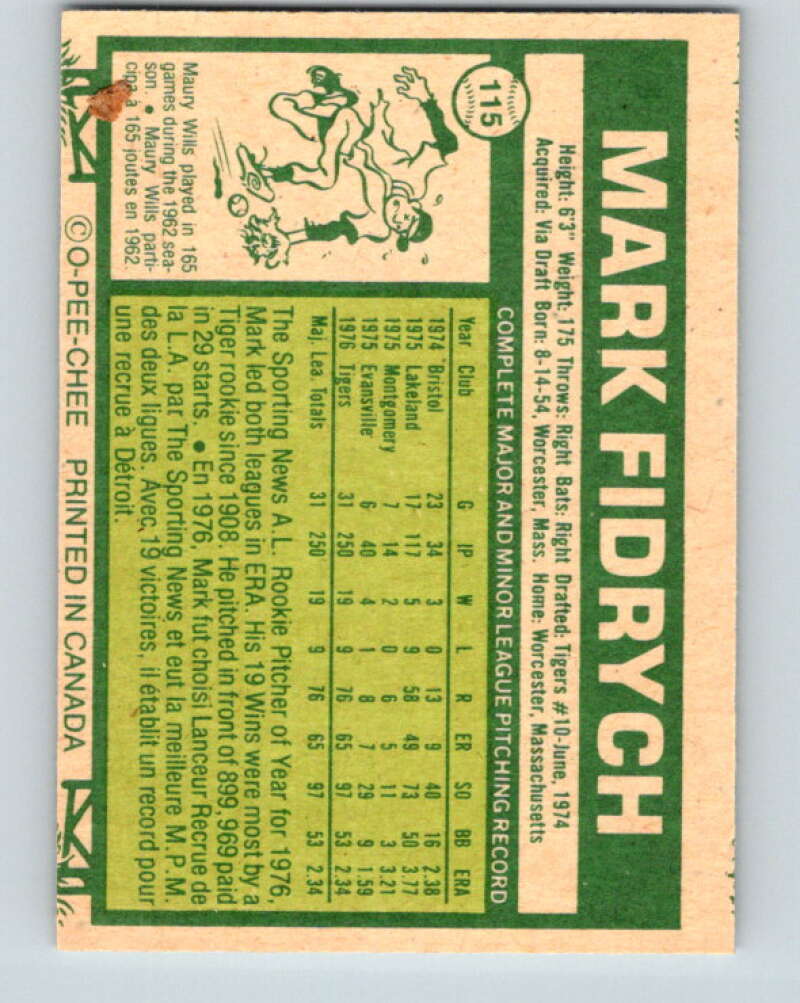 115
MARK FIDRYCH
Height: 6'3" Weight: 175 Throws: Right Bats: Right Drafted: Tigers #10-June, 1974
Acquired: Via Draft Born: 8-14-54, Worcester, Mass. Home: Worcester, Massachusetts
COMPLETE MAJOR AND MINOR LEAGUE PITCHING RECORD
Year Club G IP W L R ER SO BB ERA
1974 Bristol 23 34 3 0 13 9 40 16 2.38
1975 Lakeland 17 117 5 9 58 49 73 50 3.77
1975 Montgomery 7 14 2 0 6 5 11 3 3.21
1975 Evansville 6 40 4 1 8 7 29 9 1.59
1976 Tigers 31 250 19 9 76 65 97 53 2.34
Maj. Lea. Totals 31 250 19 9 76 65 97 53 2.34
The Sporting News A.L. Rookie Pitcher of Year for 1976,
Mark led both leagues in ERA. His 19 Wins were most by a
Tiger rookie since 1908. He pitched in front of 899,969 paid
in 29 starts. • En 1976, Mark fut choisi Lanceur Recrue de
la L.A. par The Sporting News et eut la meilleure M.P.M.
des deux ligues. Avec 19 victoires, il établit un record pour
une recrue à Détroit.
Maury Wills played in 165
games during the 1962 sea-
son. • Maury Wills parti-
cipa à 165 joutes en 1962.
©O-PEE-CHEE PRINTED IN CANADA